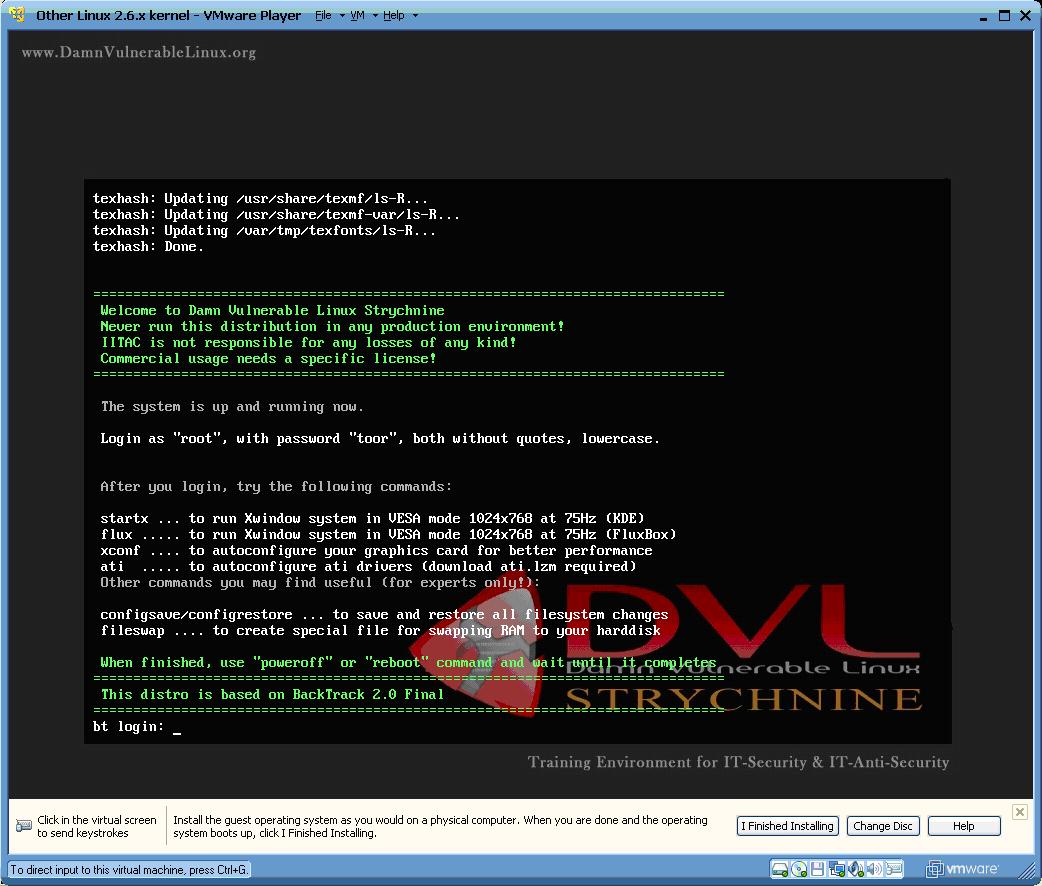 Other Linux 2.6.x kernel - VMware Player File VM Help
www.DamnVulnerableLinux.org
texhash: Updating /usr/share/texmf/ls-R...
texhash: Updating /usr/share/texmf-var/ls-R...
texhash: Updating /var/tmp/texfonts/ls-R...
texhash: Done.
===============================================================================
Welcome to Damn Vulnerable Linux Strychnine
Never run this distribution in any production environment!
IITAC is not responsible for any losses of any kind!
Commercial usage needs a specific license!
===============================================================================
The system is up and running now.
Login as "root", with password "toor", both without quotes, lowercase.
After you login, try the following commands:
startx ... to run Xwindow system in VESA mode 1024x768 at 75Hz (KDE)
flux ..... to run Xwindow system in VESA mode 1024x768 at 75Hz (FluxBox)
xconf .... to autoconfigure your graphics card for better performance
ati ..... to autoconfigure ati drivers (download ati.lzm required)
Other commands you may find useful (for experts only!):
configsave/configrestore ... to save and restore all filesystem changes
fileswap .... to create special file for swapping RAM to your harddisk
When finished, use "poweroff" or "reboot" command and wait until it completes
===============================================================================
This distro is based on BackTrack 2.0 Final
===============================================================================
bt login: _
DVL
Damn Vulnerable Linux
STRYCHNINE
Training Environment for IT-Security & IT-Anti-Security
Click in the virtual screen
to send keystrokes
Install the guest operating system as you would on a physical computer. When you are done and the operating
system boots up, click I Finished Installing.
I Finished Installing
Change Disc
Help
To direct input to this virtual machine, press Ctrl+G.
vmware